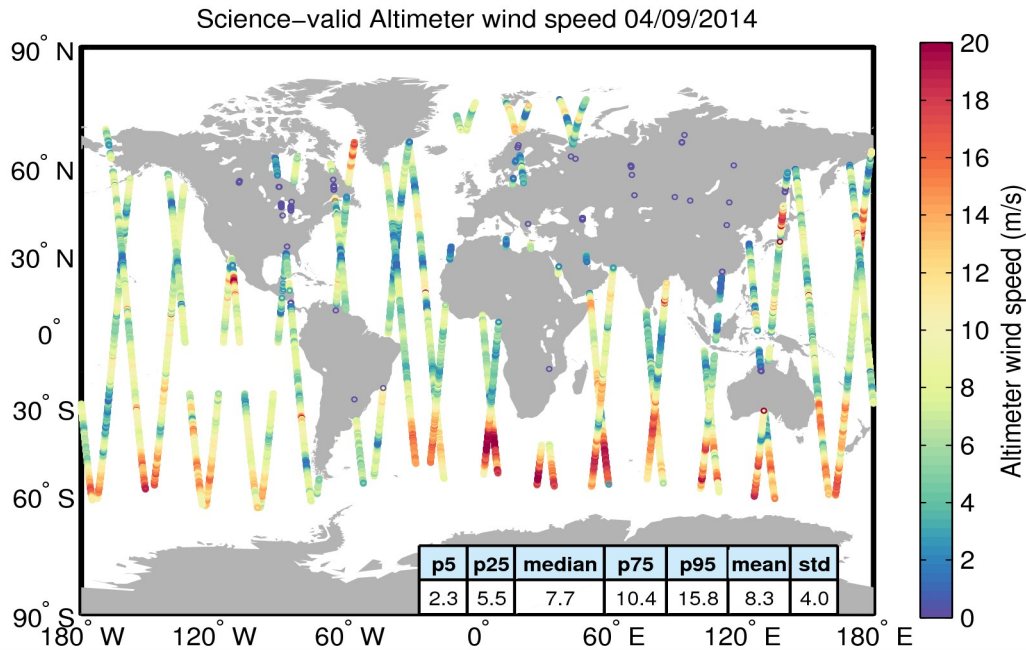 Science−valid Altimeter wind speed 04/09/2014
90° N
60° N
30° N
0°
30° S
60° S
90° S
180° W
120° W
60° W
0°
60° E
120° E
180° E
p5 p25 median p75 p95 mean std
2.3 5.5 7.7 10.4 15.8 8.3 4.0
20
18
16
14
12
10
8
6
4
2
0
Altimeter wind speed (m/s)